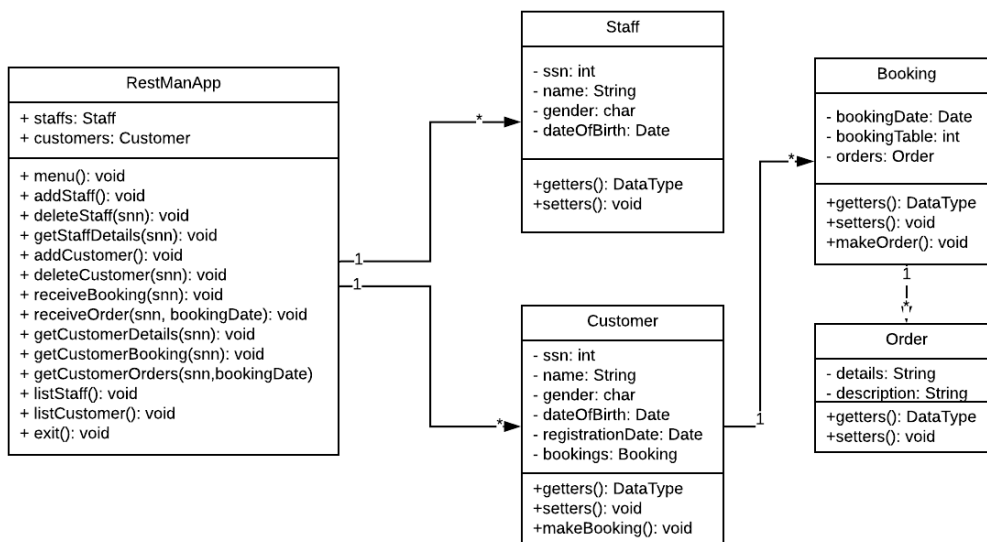 RestManApp
+ staffs: Staff
+ customers: Customer
+ menu(): void
+ addStaff(): void
+ deleteStaff(snn): void
+ getStaffDetails(snn): void
+ addCustomer(): void
+ deleteCustomer(snn): void
+ receiveBooking(snn): void
+ receiveOrder(snn, bookingDate): void
+ getCustomerDetails(snn): void
+ getCustomerBooking(snn): void
+ getCustomerOrders(snn,bookingDate)
+ listStaff(): void
+ listCustomer(): void
+ exit(): void
1
*
1
*
Staff
- ssn: int
- name: String
- gender: char
- dateOfBirth: Date
+getters(): DataType
+setters(): void
Customer
- ssn: int
- name: String
- gender: char
- dateOfBirth: Date
- registrationDate: Date
- bookings: Booking
+getters(): DataType
+setters(): void
+makeBooking(): void
1
*
Booking
- bookingDate: Date
- bookingTable: int
- orders: Order
+getters(): DataType
+setters(): void
+makeOrder(): void
1
*
Order
- details: String
- description: String
+getters(): DataType
+setters(): void